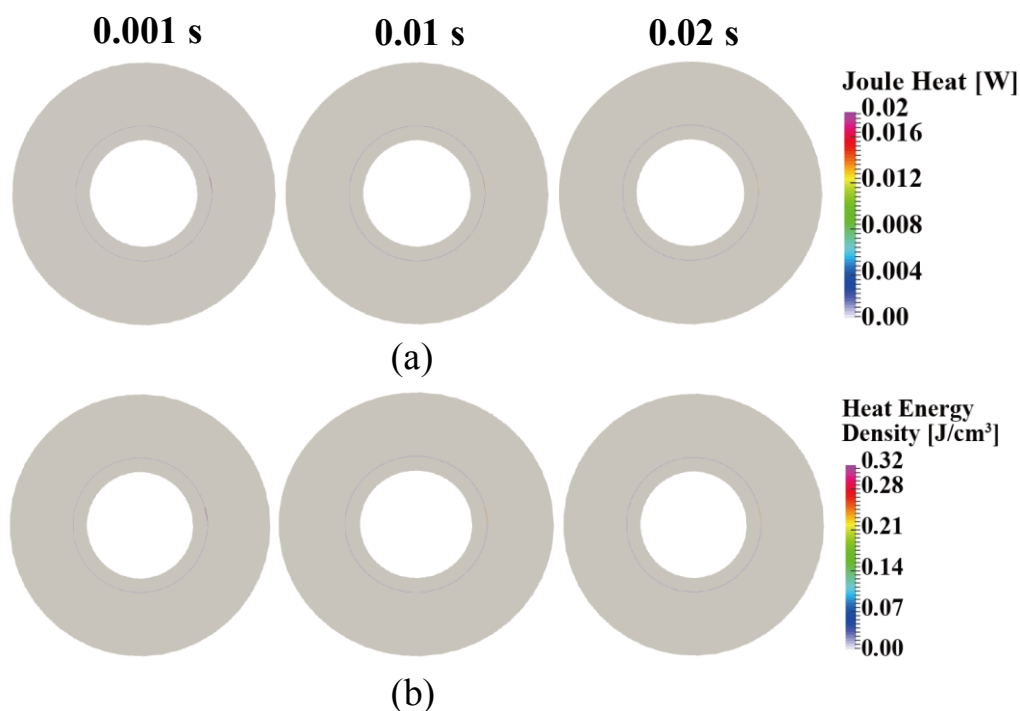 0.001 s
0.01 s
0.02 s
Joule Heat [W]
0.02
0.016
0.012
0.008
0.004
0.00
(a)
Heat Energy
Density [J/cm³]
0.32
0.28
0.21
0.14
0.07
0.00
(b)